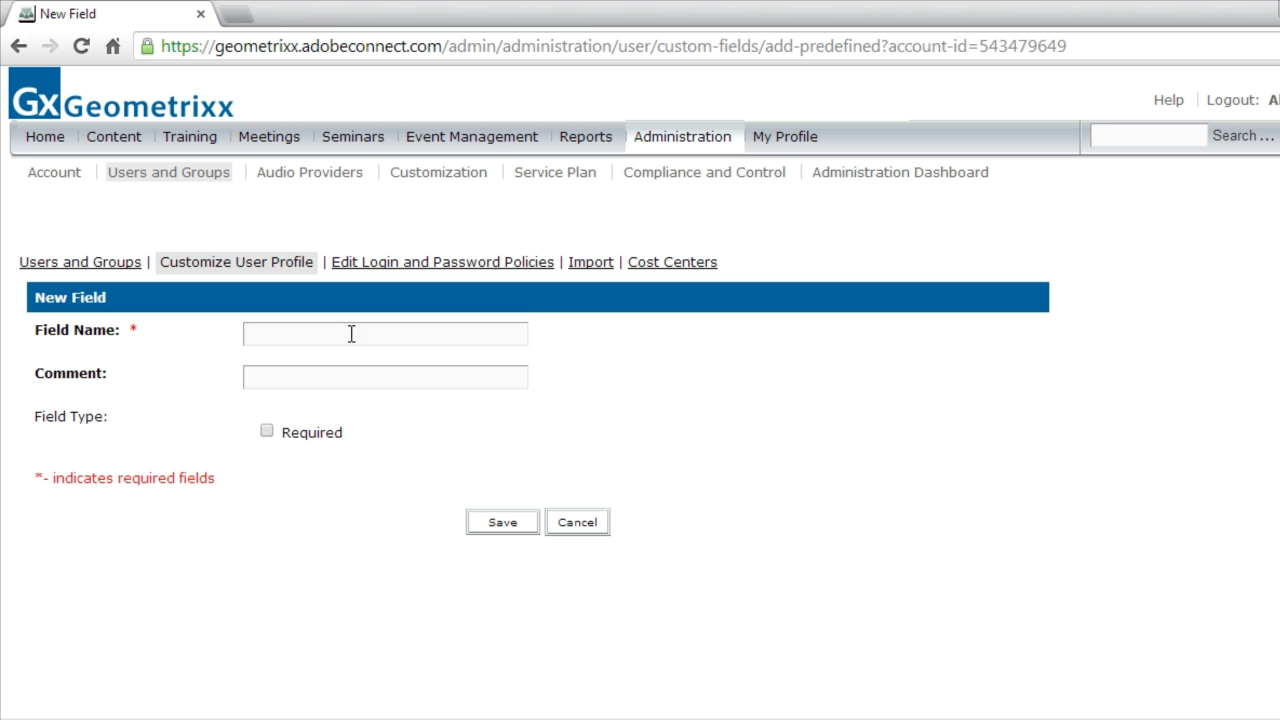 New Field
https://geometrixx.adobeconnect.com/admin/administration/user/custom-fields/add-predefined?account-id=543479649
Gx Geometrixx
Help Logout:
Home Content Training Meetings Seminars Event Management Reports Administration My Profile Search ...
Account Users and Groups Audio Providers Customization Service Plan Compliance and Control Administration Dashboard
Users and Groups | Customize User Profile | Edit Login and Password Policies | Import | Cost Centers
New Field
Field Name: *
Comment:
Field Type:
Required
*- indicates required fields
Save Cancel